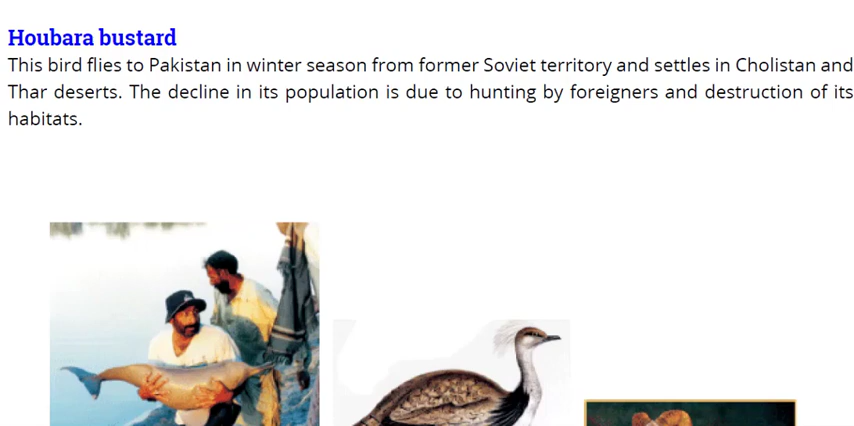 Houbara bustard
This bird flies to Pakistan in winter season from former Soviet territory and settles in Cholistan and
Thar deserts. The decline in its population is due to hunting by foreigners and destruction of its
habitats.